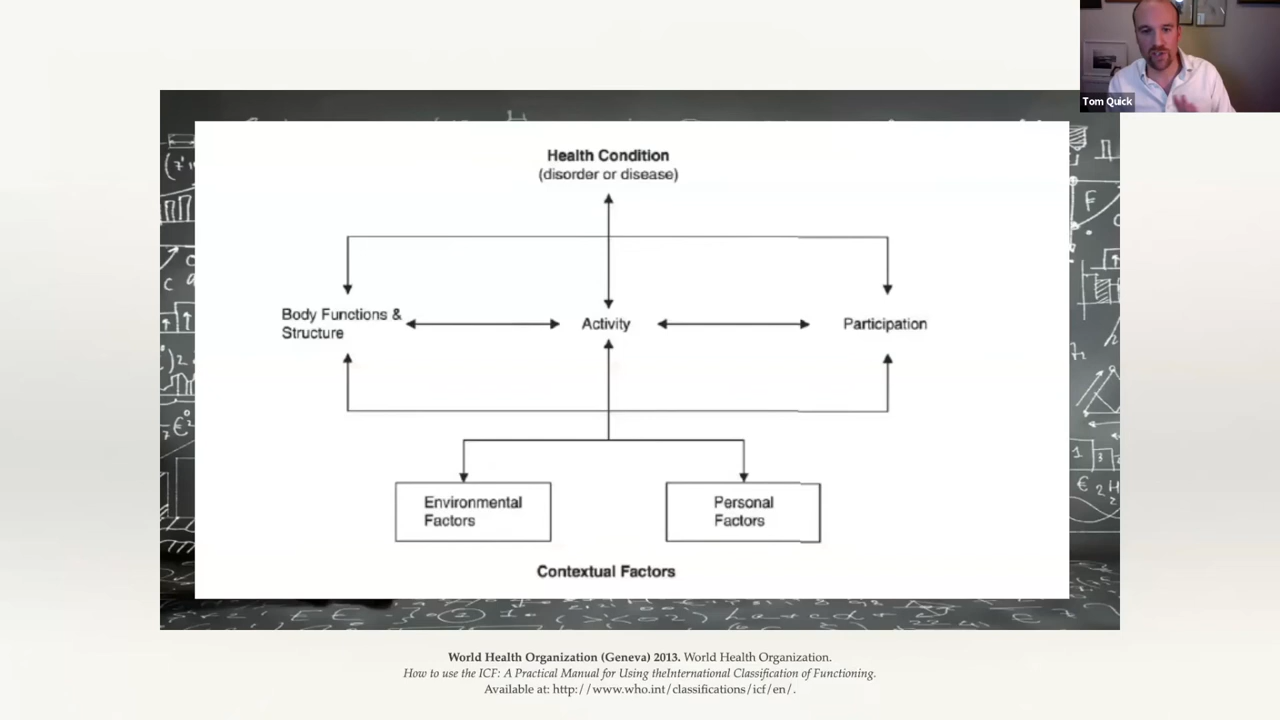 Tom Quick
Health Condition
(disorder or disease)
Body Functions &
Structure
Activity
Participation
Environmental
Factors
Personal
Factors
Contextual Factors
World Health Organization (Geneva) 2013. World Health Organization.
How to use the ICF: A Practical Manual for Using theInternational Classification of Functioning.
Available at: http://www.who.int/classifications/icf/en/.